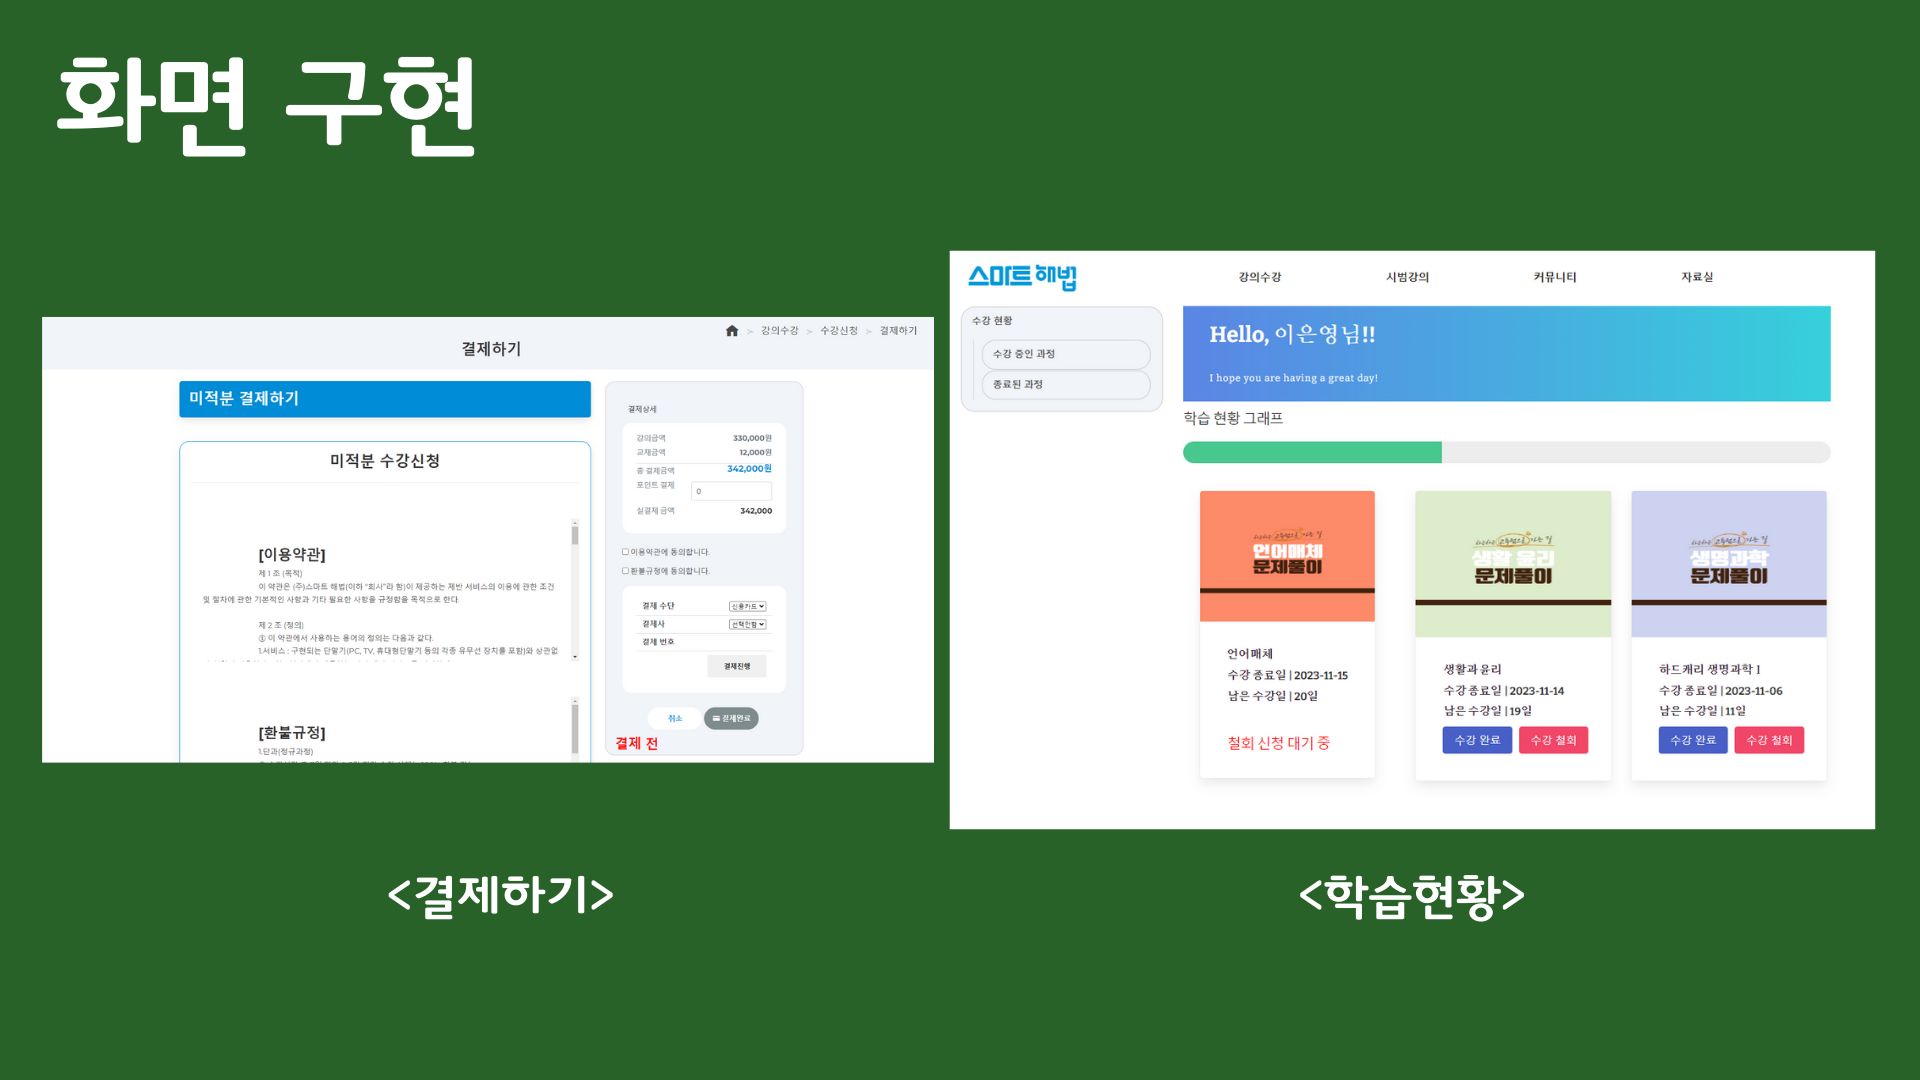 화면 구현
강의수강 > 수강신청 > 결제하기
결제하기
미적분 결제하기
미적분 수강신청
[이용약관]
제 1 조 (목적)
이 약관은 (주)스마트 해법(이하 "회사"라 함)이 제공하는 제반 서비스의 이용에 관한 조건
및 절차에 관한 기본적인 사항과 기타 필요한 사항을 규정함을 목적으로 한다.
제 2 조 (정의)
① 이 약관에서 사용하는 용어의 정의는 다음과 같다.
1.서비스 : 구현되는 단말기(PC, TV, 휴대형단말기 등의 각종 유무선 장치를 포함)와 상관없
[환불규정]
1.단과(정규과정)
결제상세
강의금액 330,000원
교재금액 12,000원
총 결제금액 342,000원
포인트 결제 0
실결제 금액 342,000
이용약관에 동의합니다.
환불규정에 동의합니다.
결제 수단 신용카드
결제사 선택안함
결제 번호
결제진행
취소 결제완료
결제 전
<결제하기>
스마트해법
강의수강 시범강의 커뮤니티 자료실
수강 현황
수강 중인 과정
종료된 과정
Hello, 이은영님!!
I hope you are having a great day!
학습 현황 그래프
언어매체
문제풀이
언어매체
수강 종료일 | 2023-11-15
남은 수강일 | 20일
철회 신청 대기 중
생활 윤리
문제풀이
생활과 윤리
수강 종료일 | 2023-11-14
남은 수강일 | 19일
수강 완료 수강 철회
생명과학
문제풀이
하드캐리 생명과학 I
수강 종료일 | 2023-11-06
남은 수강일 | 11일
수강 완료 수강 철회
<학습현황>